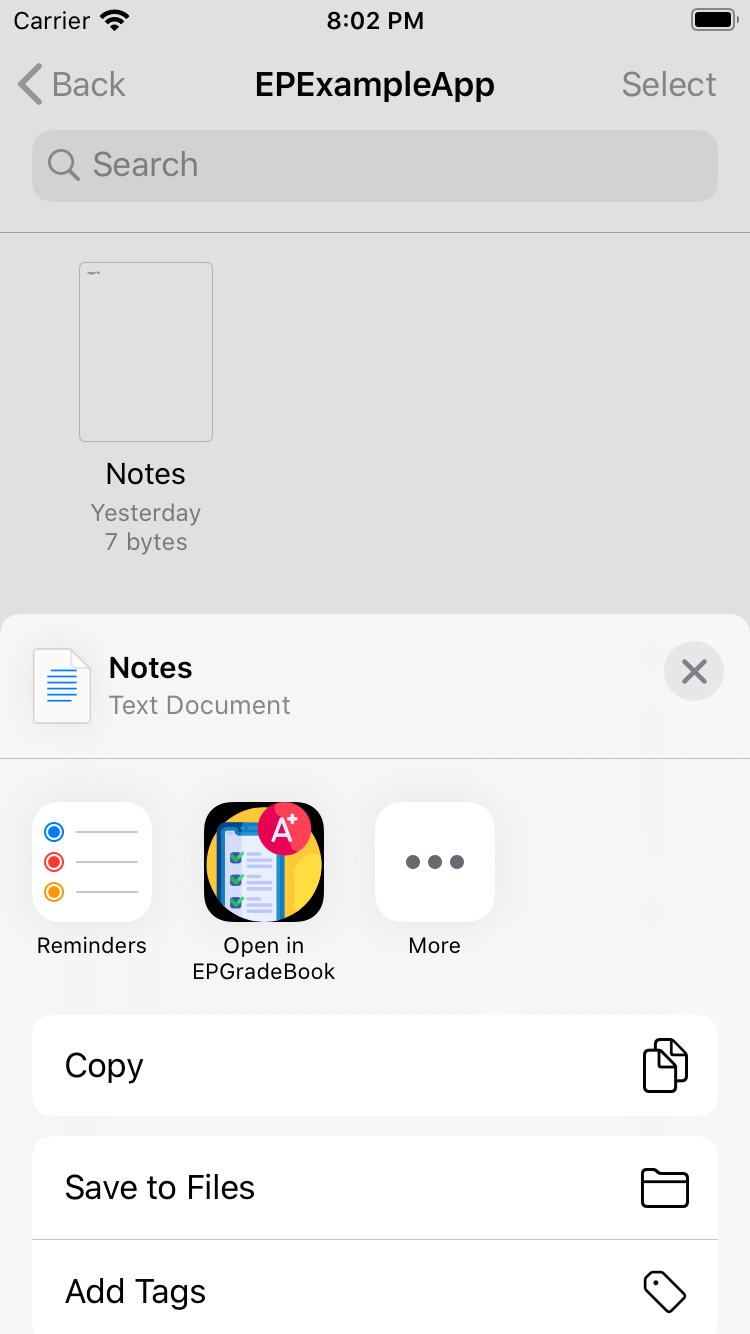 Carrier 8:02 PM
Back EPExampleApp Select
Search
Notes
Yesterday
7 bytes
Notes
Text Document
A+
Reminders
Open in
EPGradeBook
More
Copy
Save to Files
Add Tags